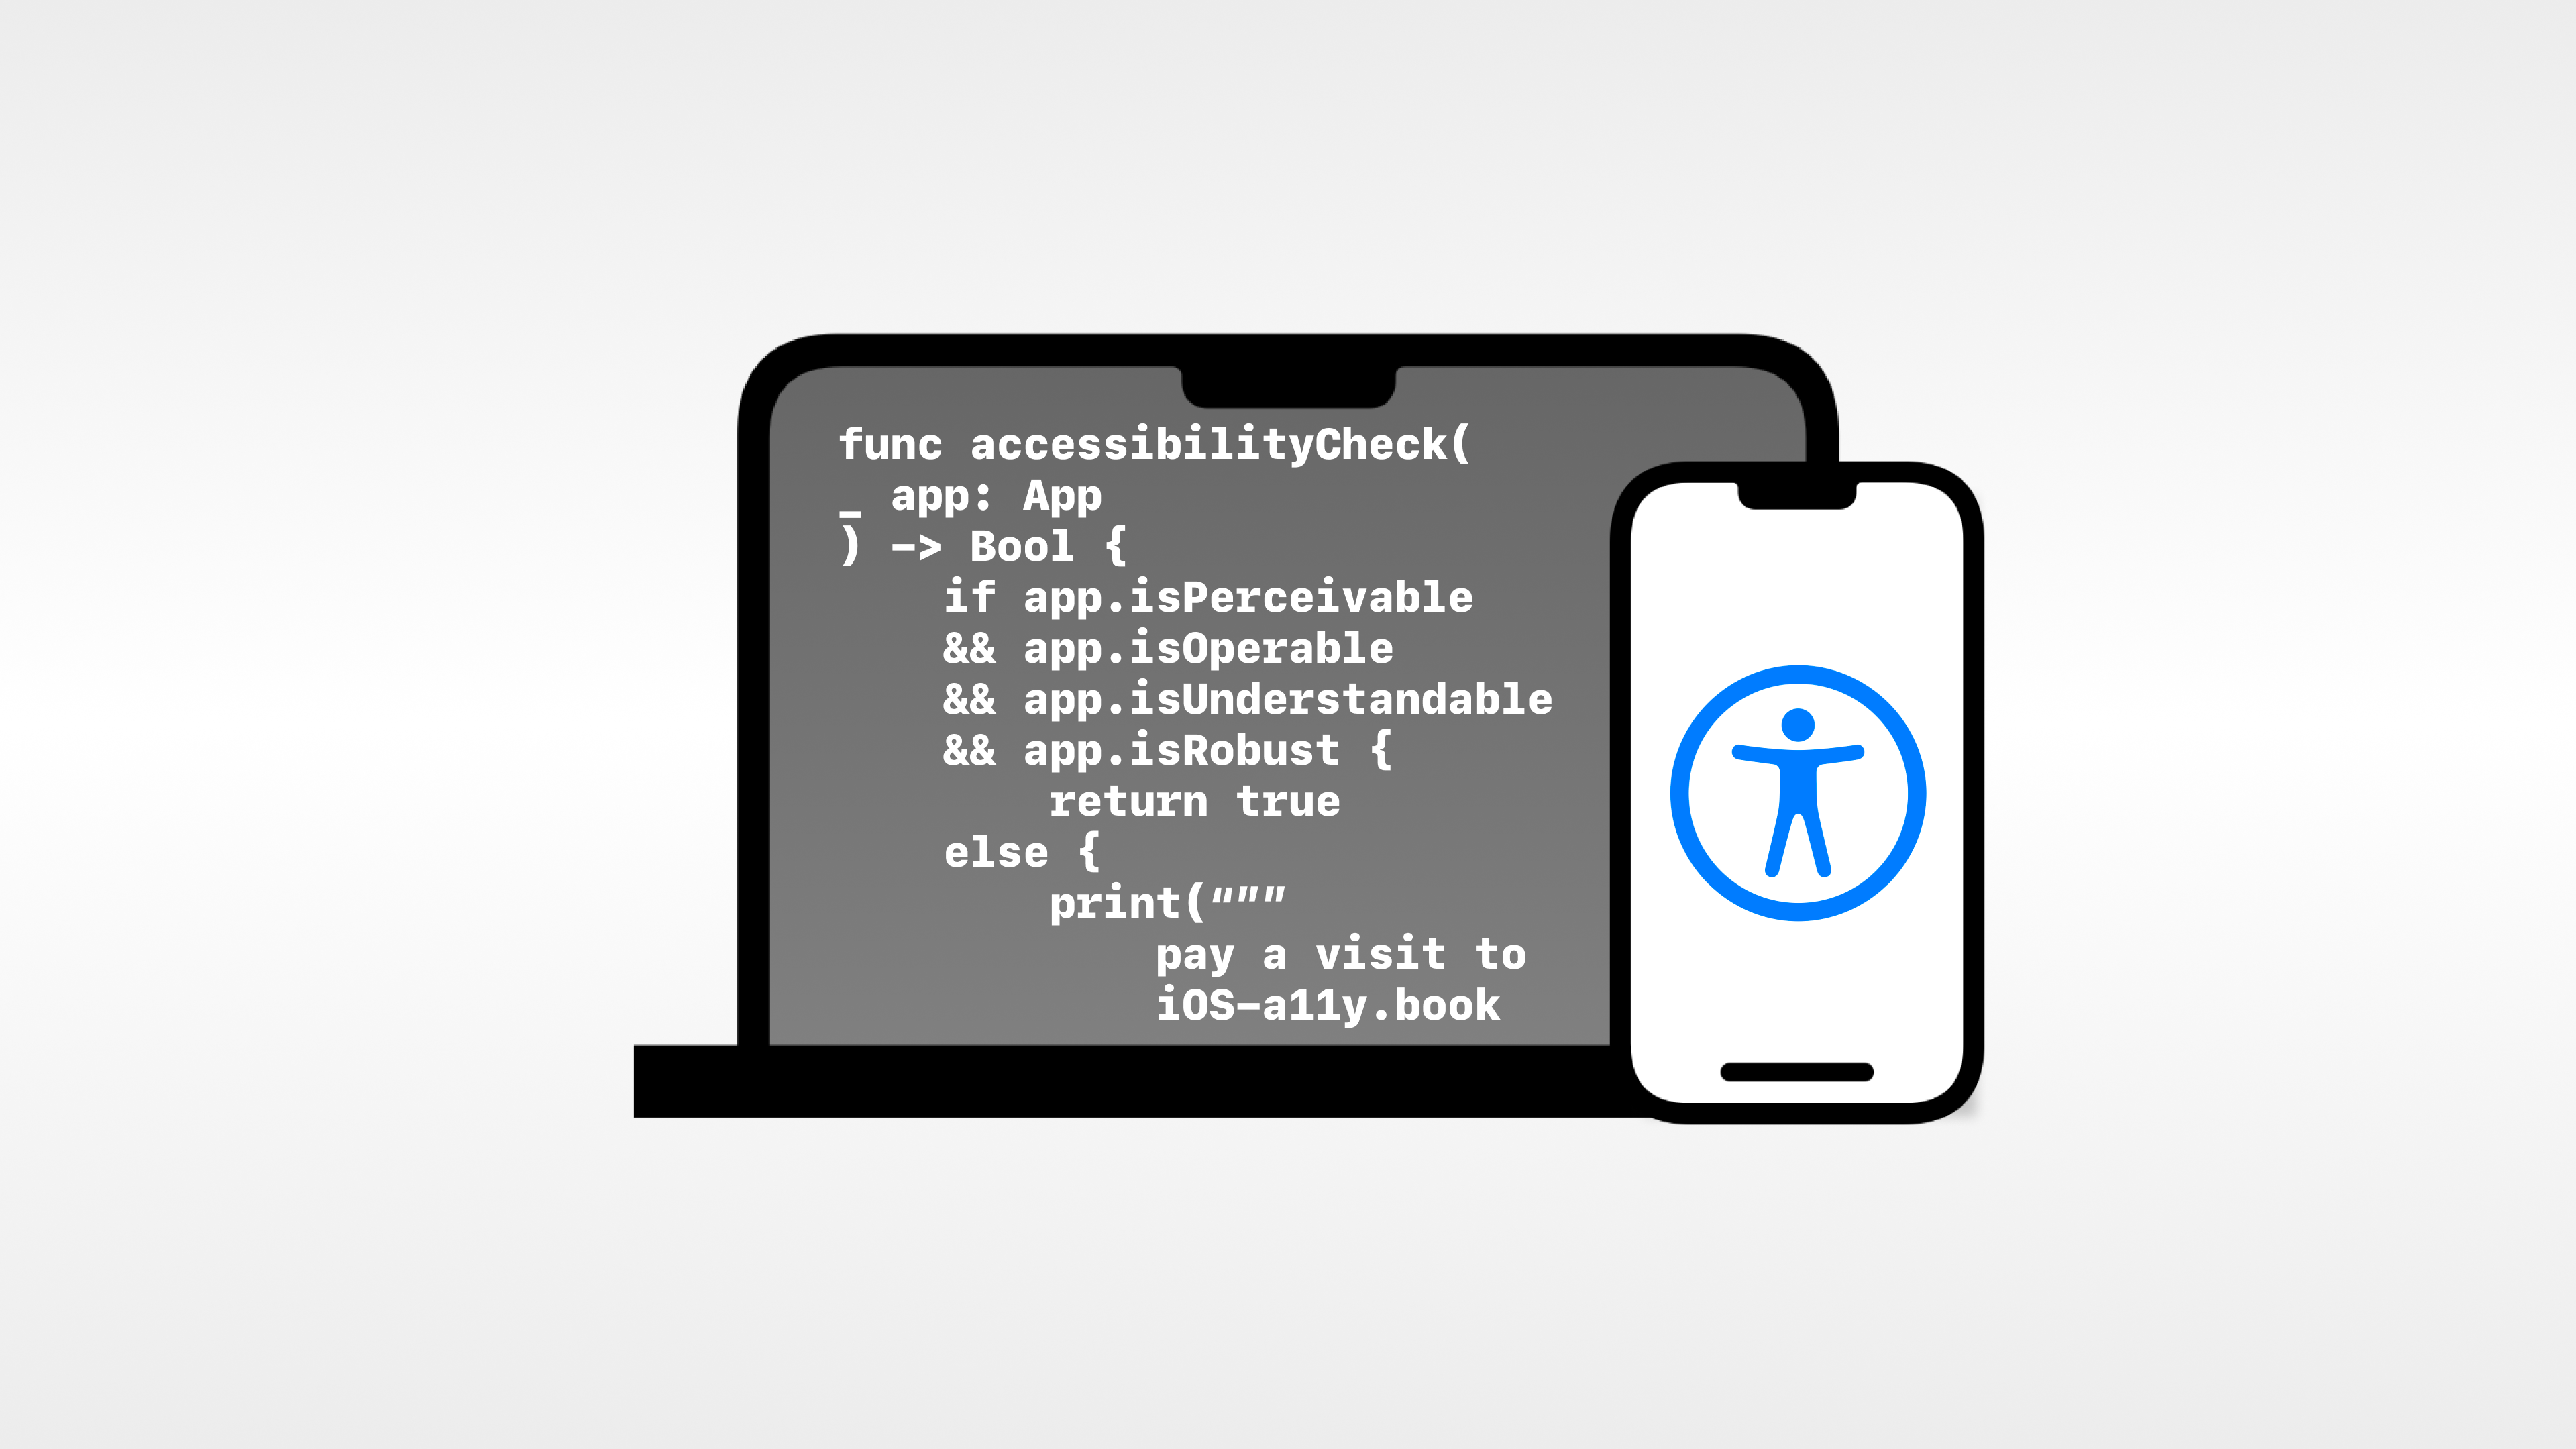 func accessibilityCheck(
_ app: App
) -> Bool {
if app.isPerceivable
&& app.isOperable
&& app.isUnderstandable
&& app.isRobust {
return true
else {
print(“””
pay a visit to
iOS-a11y.book